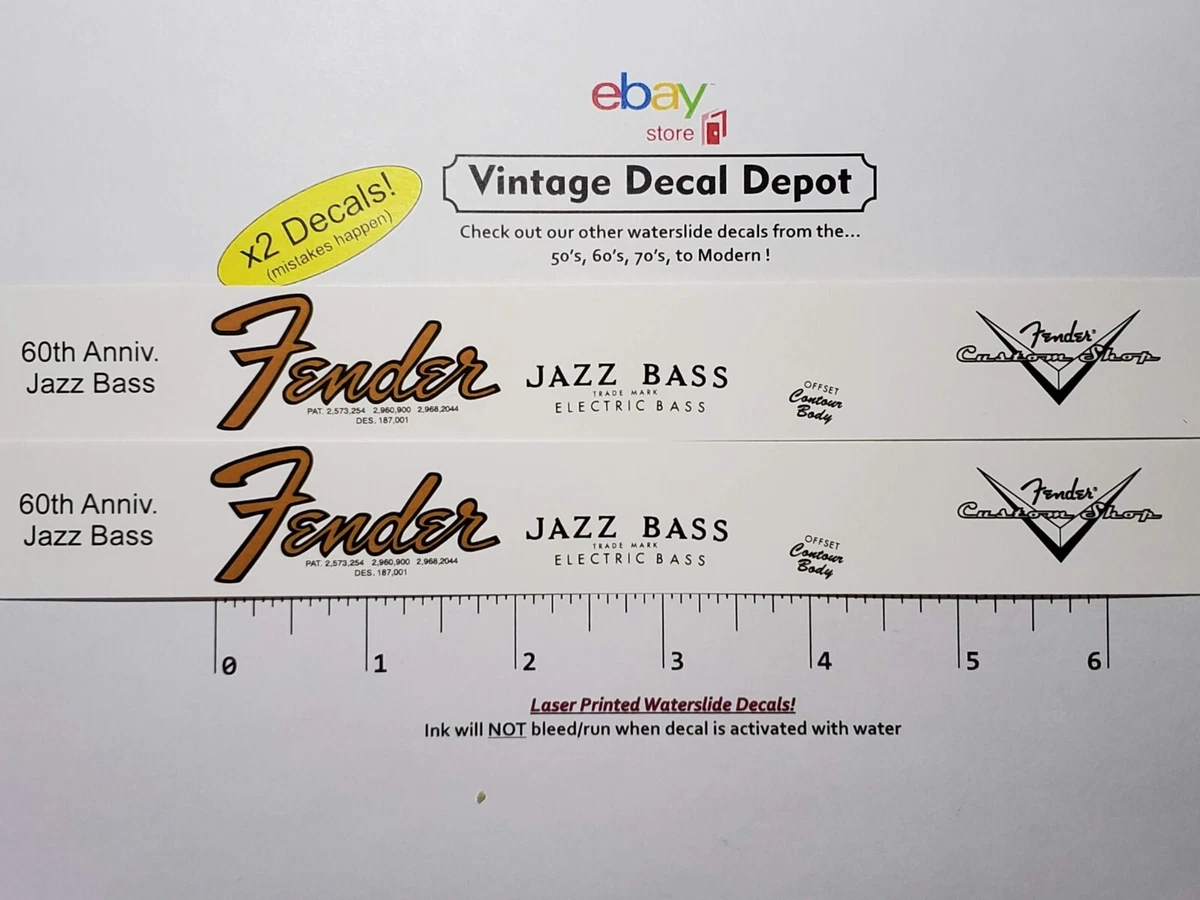 ebay
store
Vintage Decal Depot
x2 Decals!
(mistakes happen)
Check out our other waterslide decals from the...
50's, 60's, 70's, to Modern !
60th Anniv.
Jazz Bass
Fender
PAT. 2,573,254 2,960,900 2,968,2044
DES. 187,001
JAZZ BASS
TRADE MARK
ELECTRIC BASS
OFFSET
Contour
Body
Fender
Custom Shop
60th Anniv.
Jazz Bass
Fender
PAT. 2,573,254 2,960,900 2,968,2044
DES. 187,001
JAZZ BASS
TRADE MARK
ELECTRIC BASS
OFFSET
Contour
Body
Fender
Custom Shop
0 1 2 3 4 5 6
Laser Printed Waterslide Decals!
Ink will NOT bleed/run when decal is activated with water